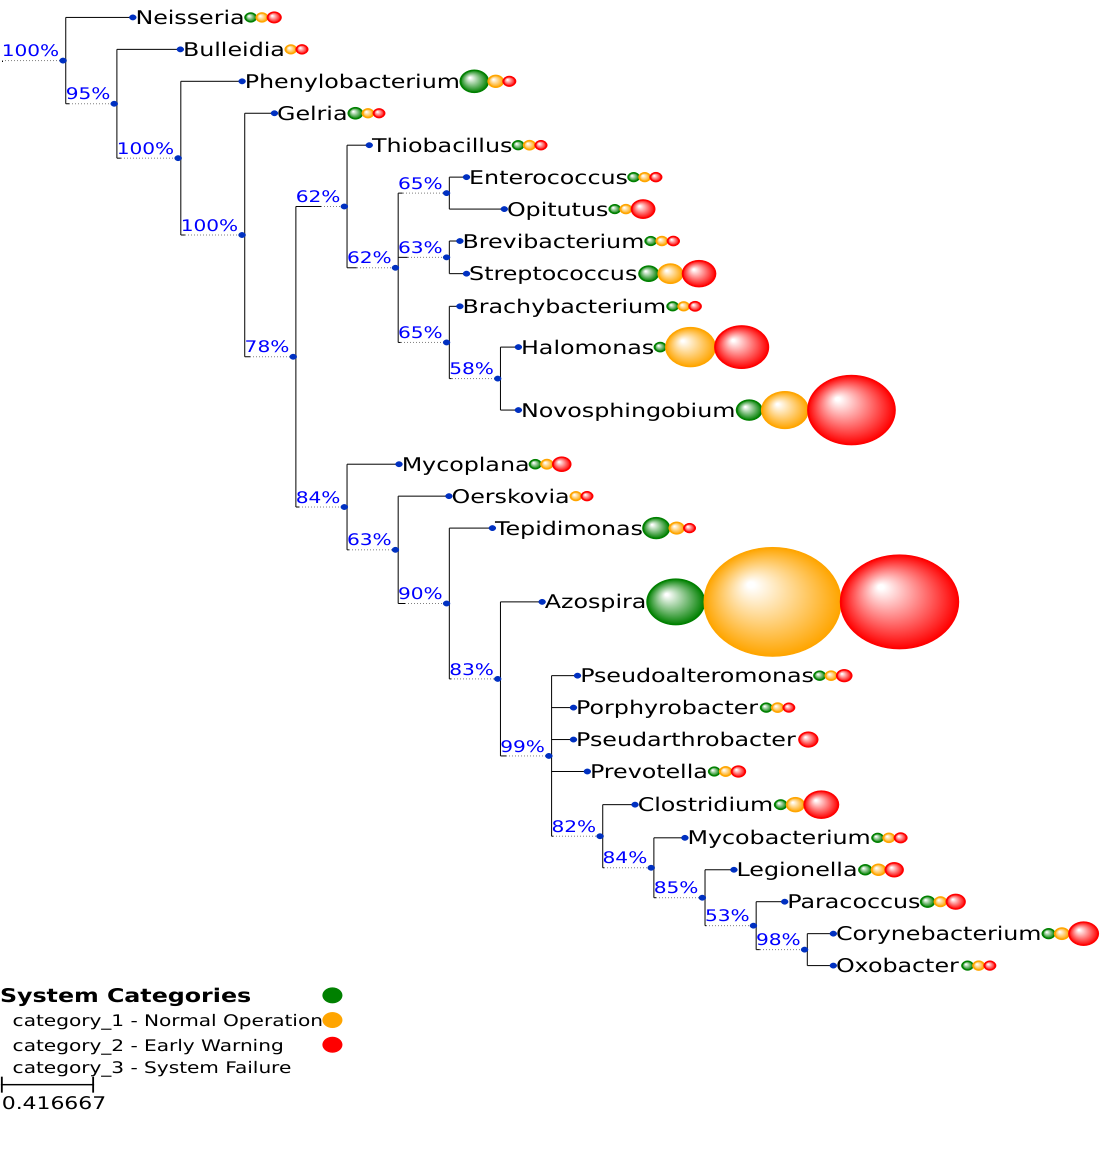 Neisseria
100%
Bulleidia
Phenylobacterium
95%
Gelria
Thiobacillus
100%
Enterococcus
65%
62%
Opitutus
100%
Brevibacterium
63%
62%
Streptococcus
Brachybacterium
65%
78%
Halomonas
58%
Novosphingobium
Mycoplana
84%
Oerskovia
Tepidimonas
63%
90%
Azospira
83%
Pseudoalteromonas
Porphyrobacter
Pseudarthrobacter
99%
Prevotella
Clostridium
82%
Mycobacterium
84%
Legionella
85%
Paracoccus
53%
Corynebacterium
98%
Oxobacter
System Categories
category_1 - Normal Operation
category_2 - Early Warning
category_3 - System Failure
0.416667